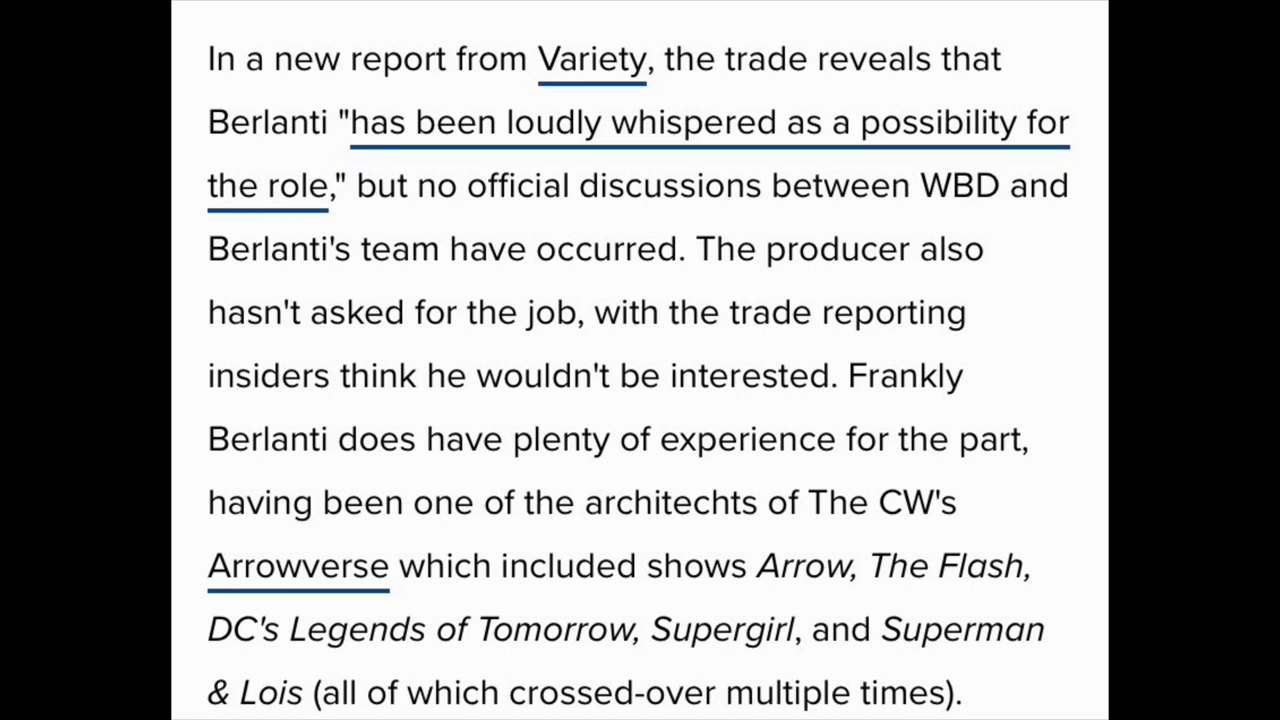 In a new report from Variety, the trade reveals that
Berlanti "has been loudly whispered as a possibility for
the role," but no official discussions between WBD and
Berlanti's team have occurred. The producer also
hasn't asked for the job, with the trade reporting
insiders think he wouldn't be interested. Frankly
Berlanti does have plenty of experience for the part,
having been one of the architechts of The CW's
Arrowverse which included shows Arrow, The Flash,
DC's Legends of Tomorrow, Supergirl, and Superman
& Lois (all of which crossed-over multiple times).